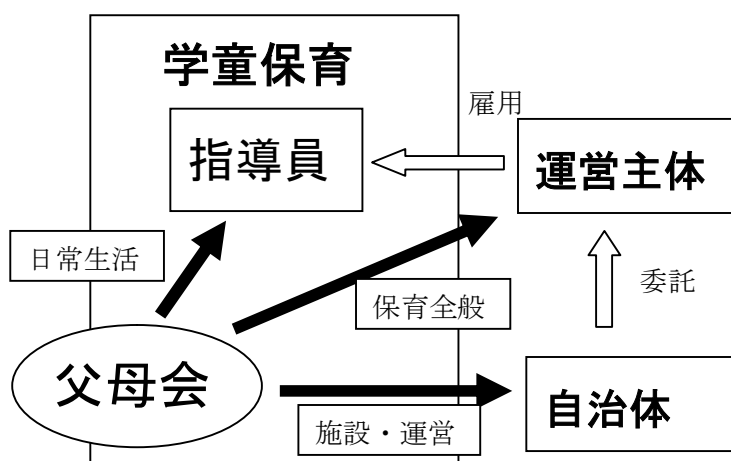 学童保育
雇用
指導員
運営主体
日常生活
委託
保育全般
父母会
自治体
施設・運営